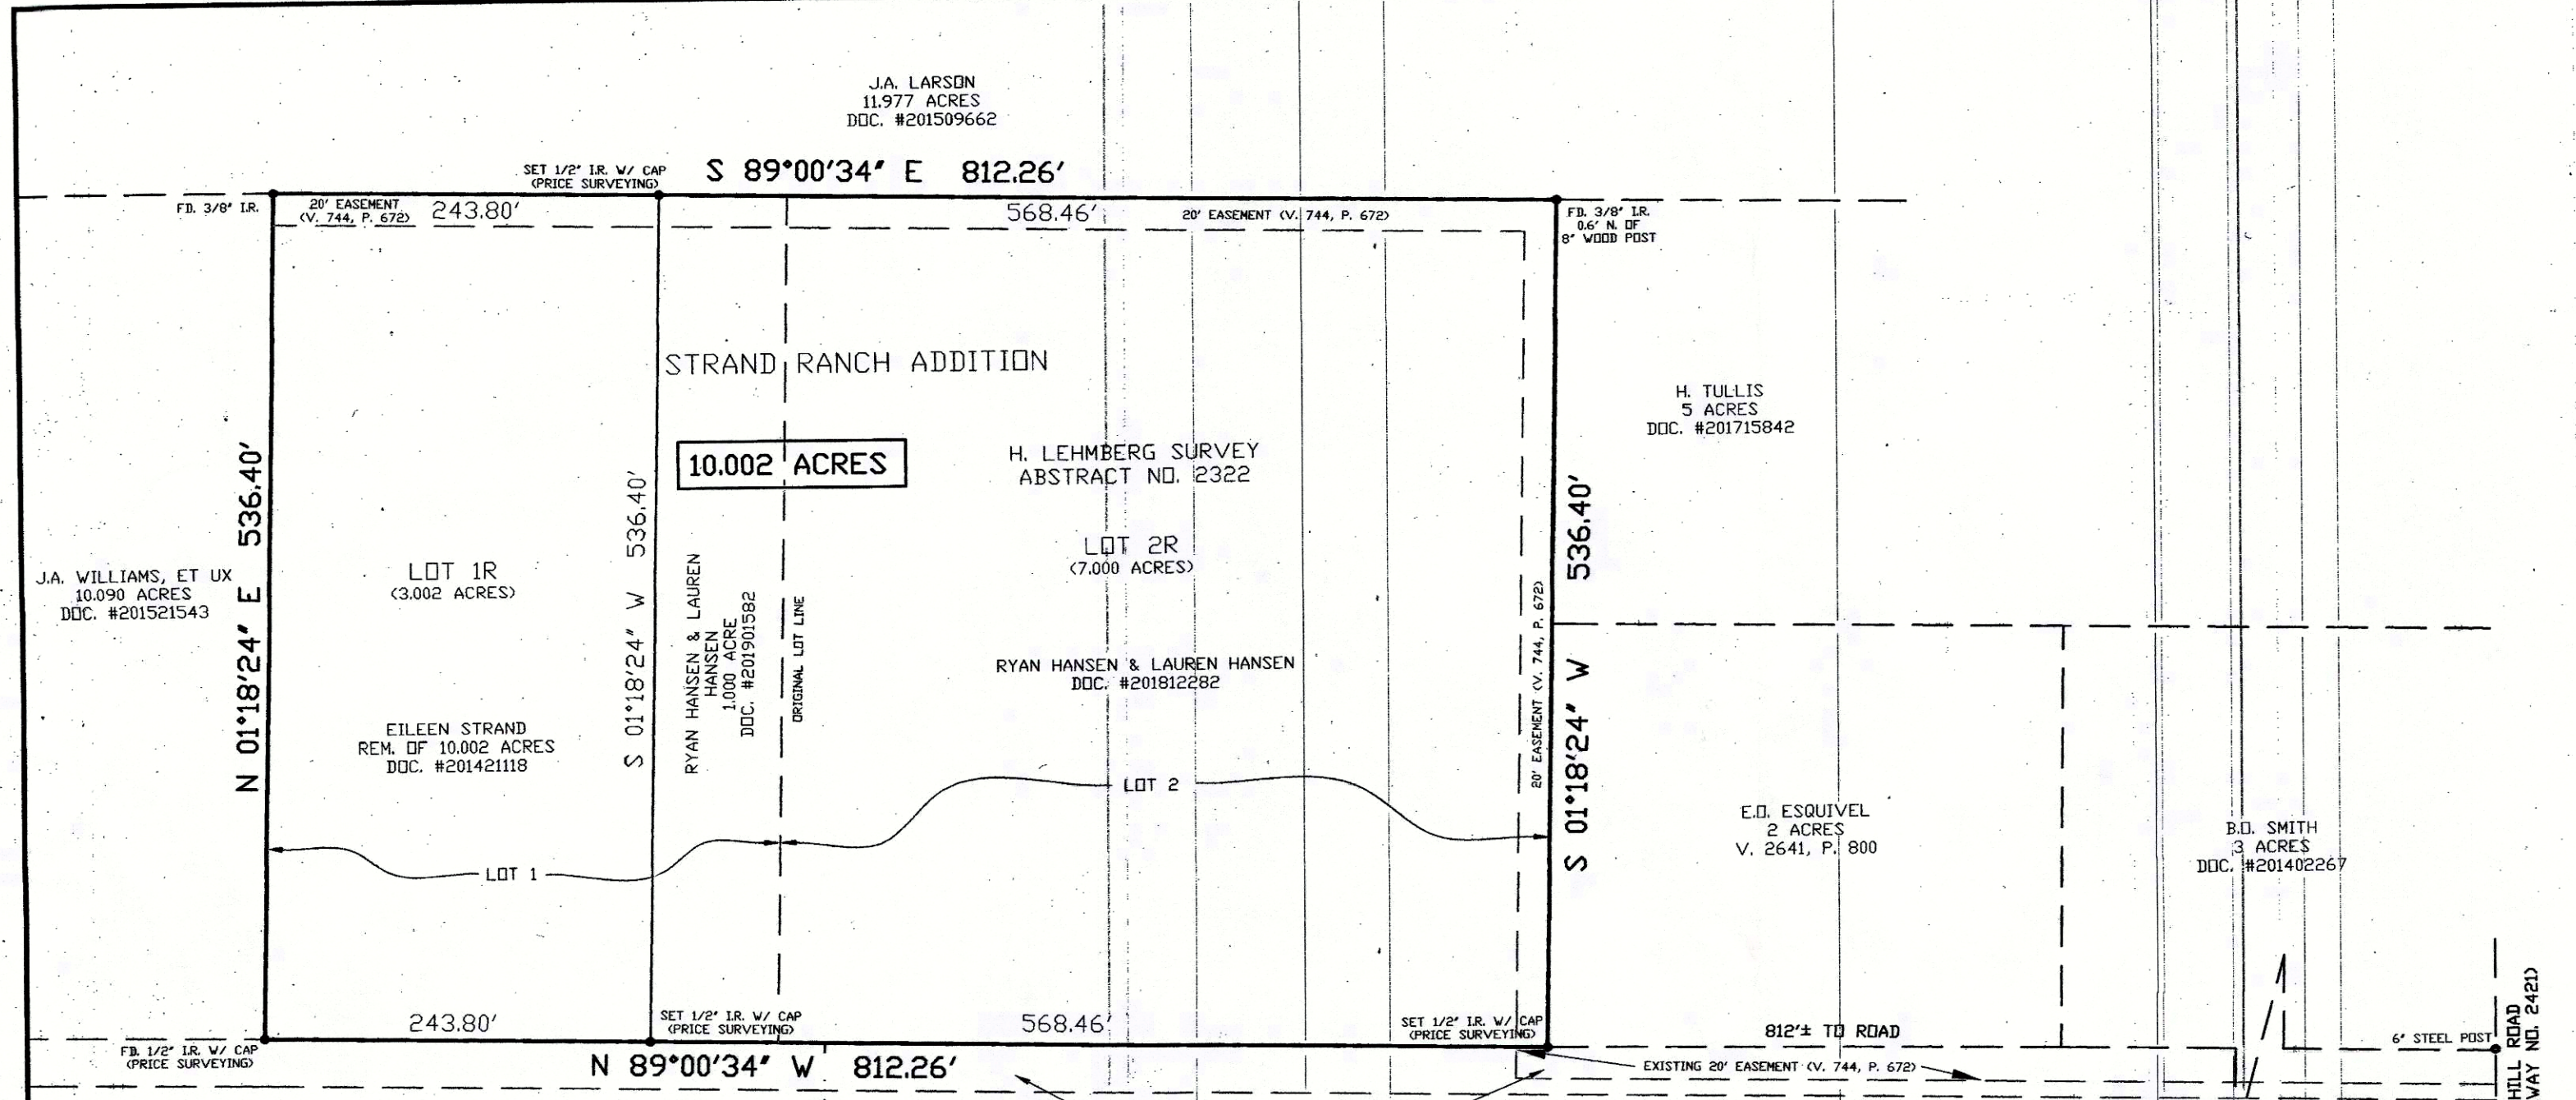 J.A. LARSON
11.977 ACRES
DOC. #201509662
SET 1/2" I.R. W/ CAP
(PRICE SURVEYING)
S 89°00'34" E 812.26'
FD. 3/8" I.R.
20' EASEMENT
(V. 744, P. 672)
243.80'
568.46'
20' EASEMENT (V. 744, P. 672)
FD. 3/8" I.R.
0.6' N. OF
8" WOOD POST
STRAND RANCH ADDITION
10.002 ACRES
H. LEHMBERG SURVEY
ABSTRACT NO. 2322
H. TULLIS
5 ACRES
DOC. #201715842
N 01°18'24" E 536.40'
J.A. WILLIAMS, ET UX
10.090 ACRES
DOC. #201521543
LOT 1R
(3.002 ACRES)
S 01°18'24" W 536.40'
RYAN HANSEN & LAUREN
HANSEN
1.000 ACRE
DOC. #201901582
ORIGINAL LOT LINE
LOT 2R
(7.000 ACRES)
RYAN HANSEN & LAUREN HANSEN
DOC. #201812282
20' EASEMENT (V. 744, P. 672)
S 01°18'24" W 536.40'
EILEEN STRAND
REM. OF 10.002 ACRES
DOC. #201421118
LOT 2
LOT 1
E.O. ESQUIVEL
2 ACRES
V. 2641, P. 800
B.O. SMITH
3 ACRES
DOC. #201402267
243.80'
SET 1/2" I.R. W/ CAP
(PRICE SURVEYING)
568.46'
SET 1/2" I.R. W/ CAP
(PRICE SURVEYING)
812'± TO ROAD
6" STEEL POST
HILL ROAD
WAY NO. 2421)
FD. 1/2" I.R. W/ CAP
(PRICE SURVEYING)
N 89°00'34" W 812.26'
EXISTING 20' EASEMENT (V. 744, P. 672)